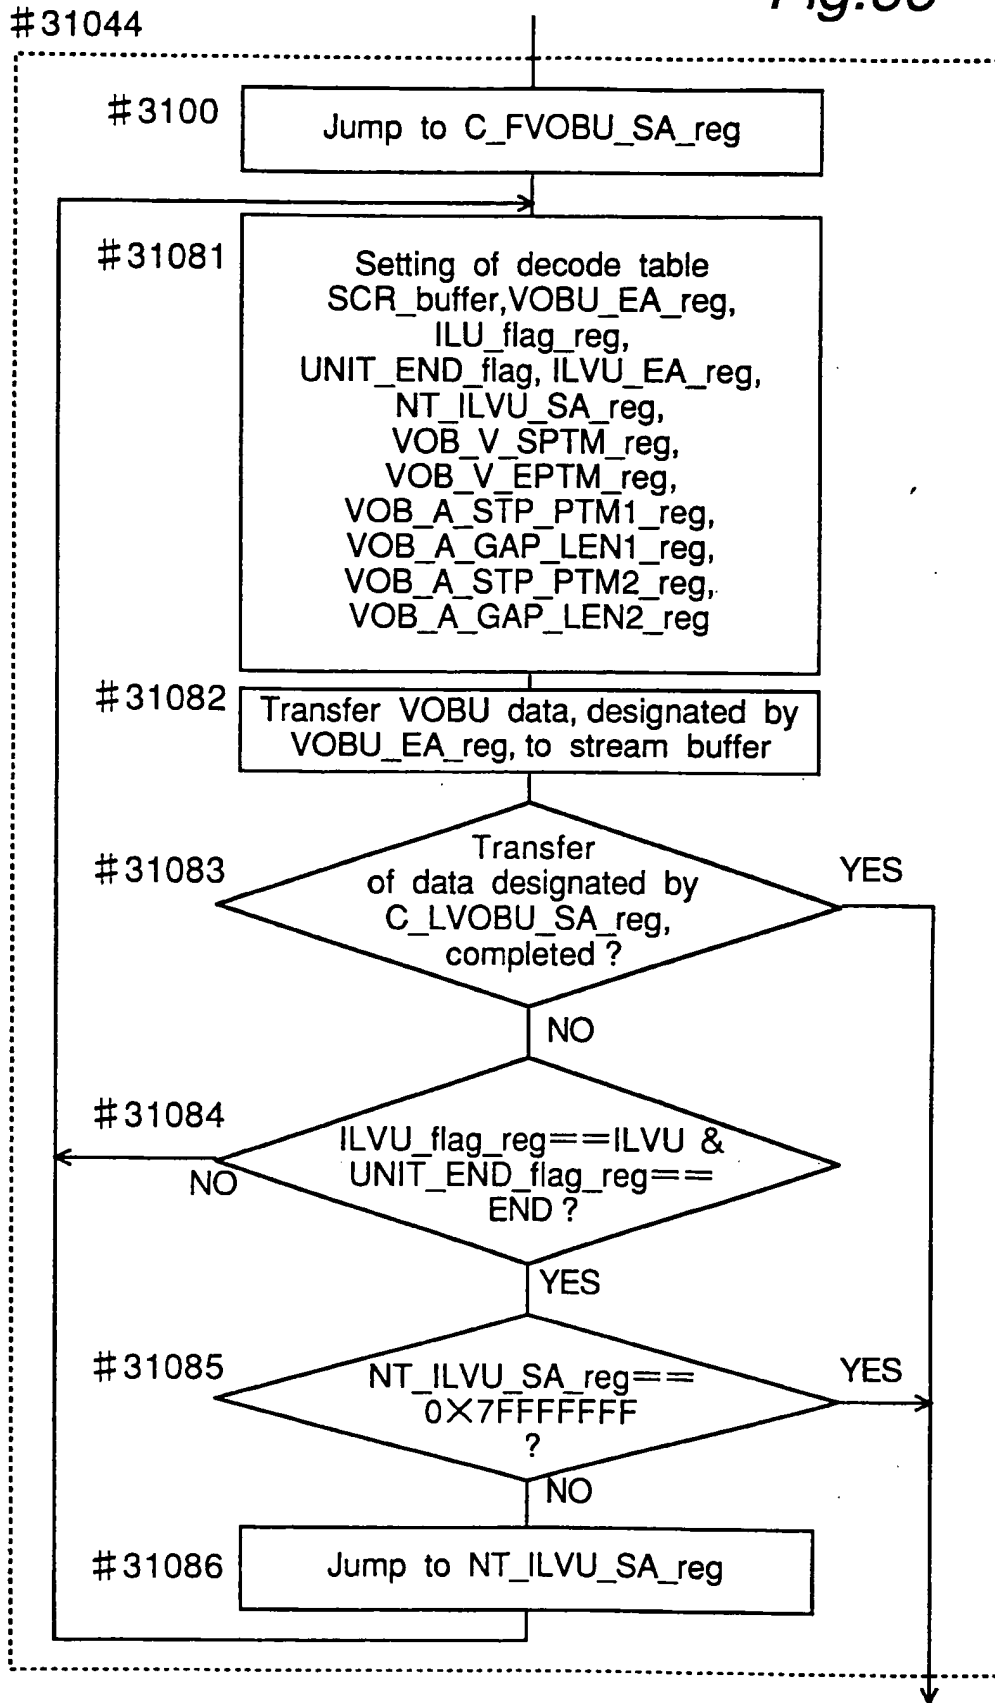 #31044
#3100
Jump to C_FVOBU_SA_reg
#31081
Setting of decode table
SCR_buffer,VOBU_EA_reg,
ILU_flag_reg,
UNIT_END_flag, ILVU_EA_reg,
NT_ILVU_SA_reg,
VOB_V_SPTM_reg,
VOB_V_EPTM_reg,
VOB_A_STP_PTM1_reg,
VOB_A_GAP_LEN1_reg,
VOB_A_STP_PTM2_reg,
VOB_A_GAP_LEN2_reg
#31082
Transfer VOBU data, designated by
VOBU_EA_reg, to stream buffer
#31083
Transfer
of data designated by
C_LVOBU_SA_reg,
completed ?
YES
NO
#31084
ILVU_flag_reg==ILVU &
UNIT_END_flag_reg==
END ?
NO
YES
#31085
NT_ILVU_SA_reg==
0X7FFFFFFF
?
YES
NO
#31086
Jump to NT_ILVU_SA_reg